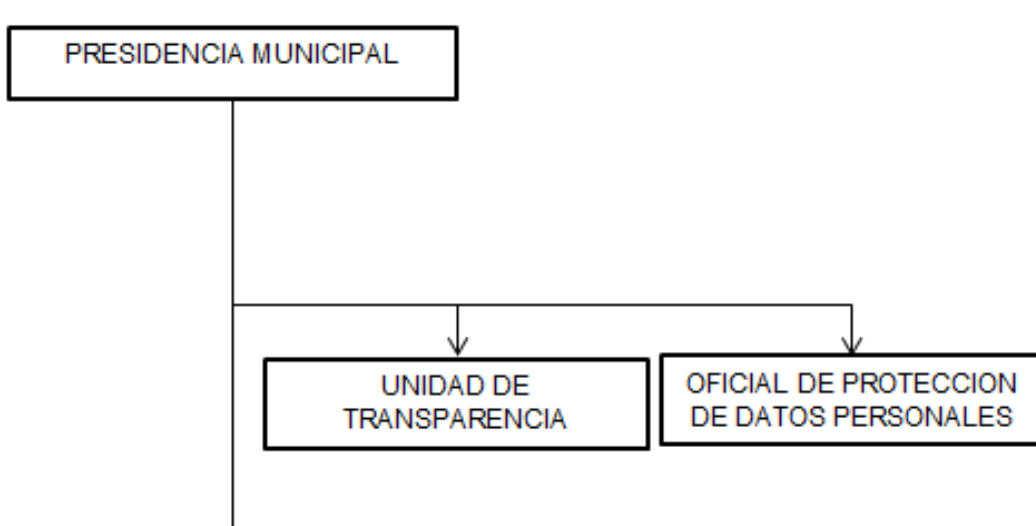 PRESIDENCIA MUNICIPAL
UNIDAD DE
TRANSPARENCIA
OFICIAL DE PROTECCION
DE DATOS PERSONALES